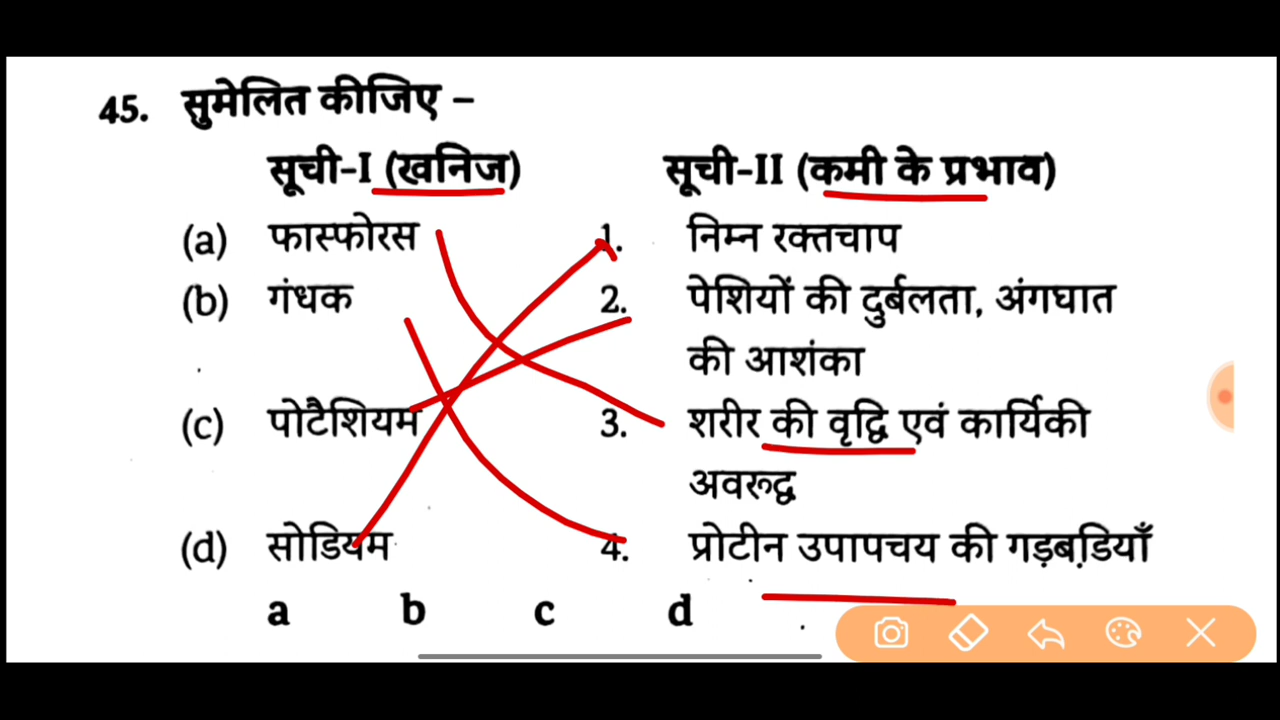 45. सुमेलित कीजिए –
सूची-I (खनिज) सूची-II (कमी के प्रभाव)
(a) फास्फोरस 1. निम्न रक्तचाप
(b) गंधक 2. पेशियों की दुर्बलता, अंगघात
की आशंका
(c) पोटैशियम 3. शरीर की वृद्धि एवं कार्यिकी
अवरूद्ध
(d) सोडियम 4. प्रोटीन उपापचय की गड़बडि़याँ
a b c d